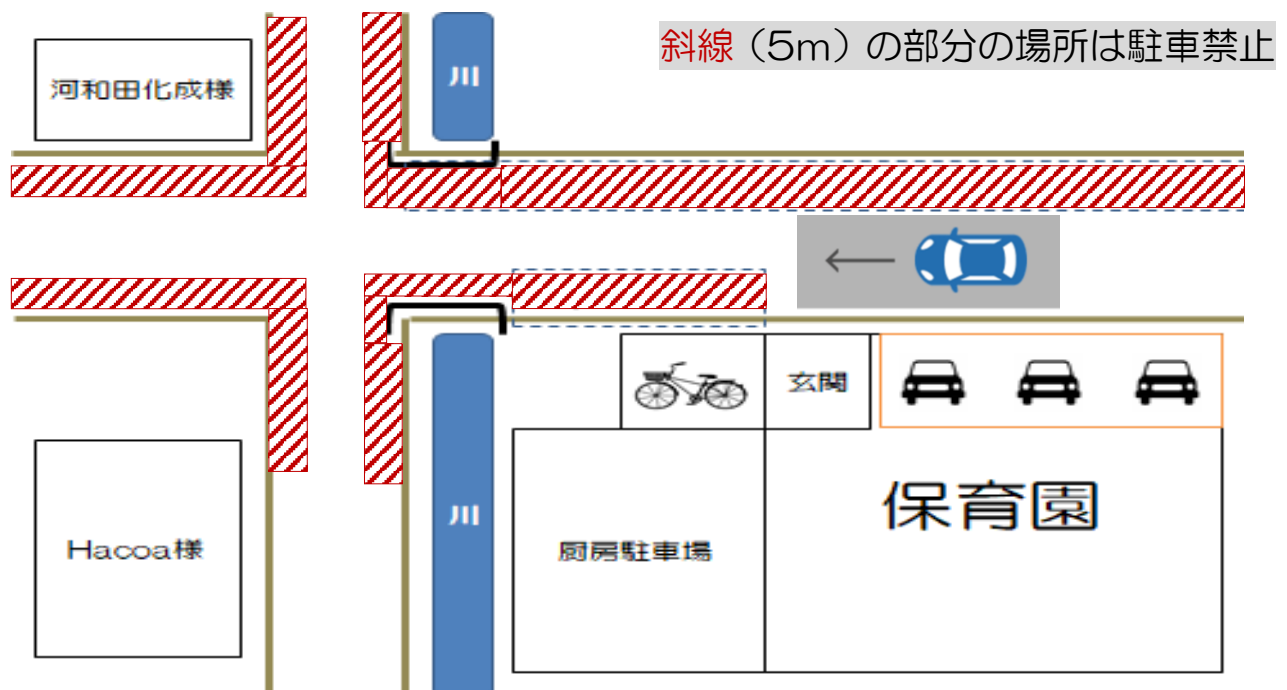 斜線（5m）の部分の場所は駐車禁止
河和田化成様
川
玄関
保育園
川
厨房駐車場
Hacoa様